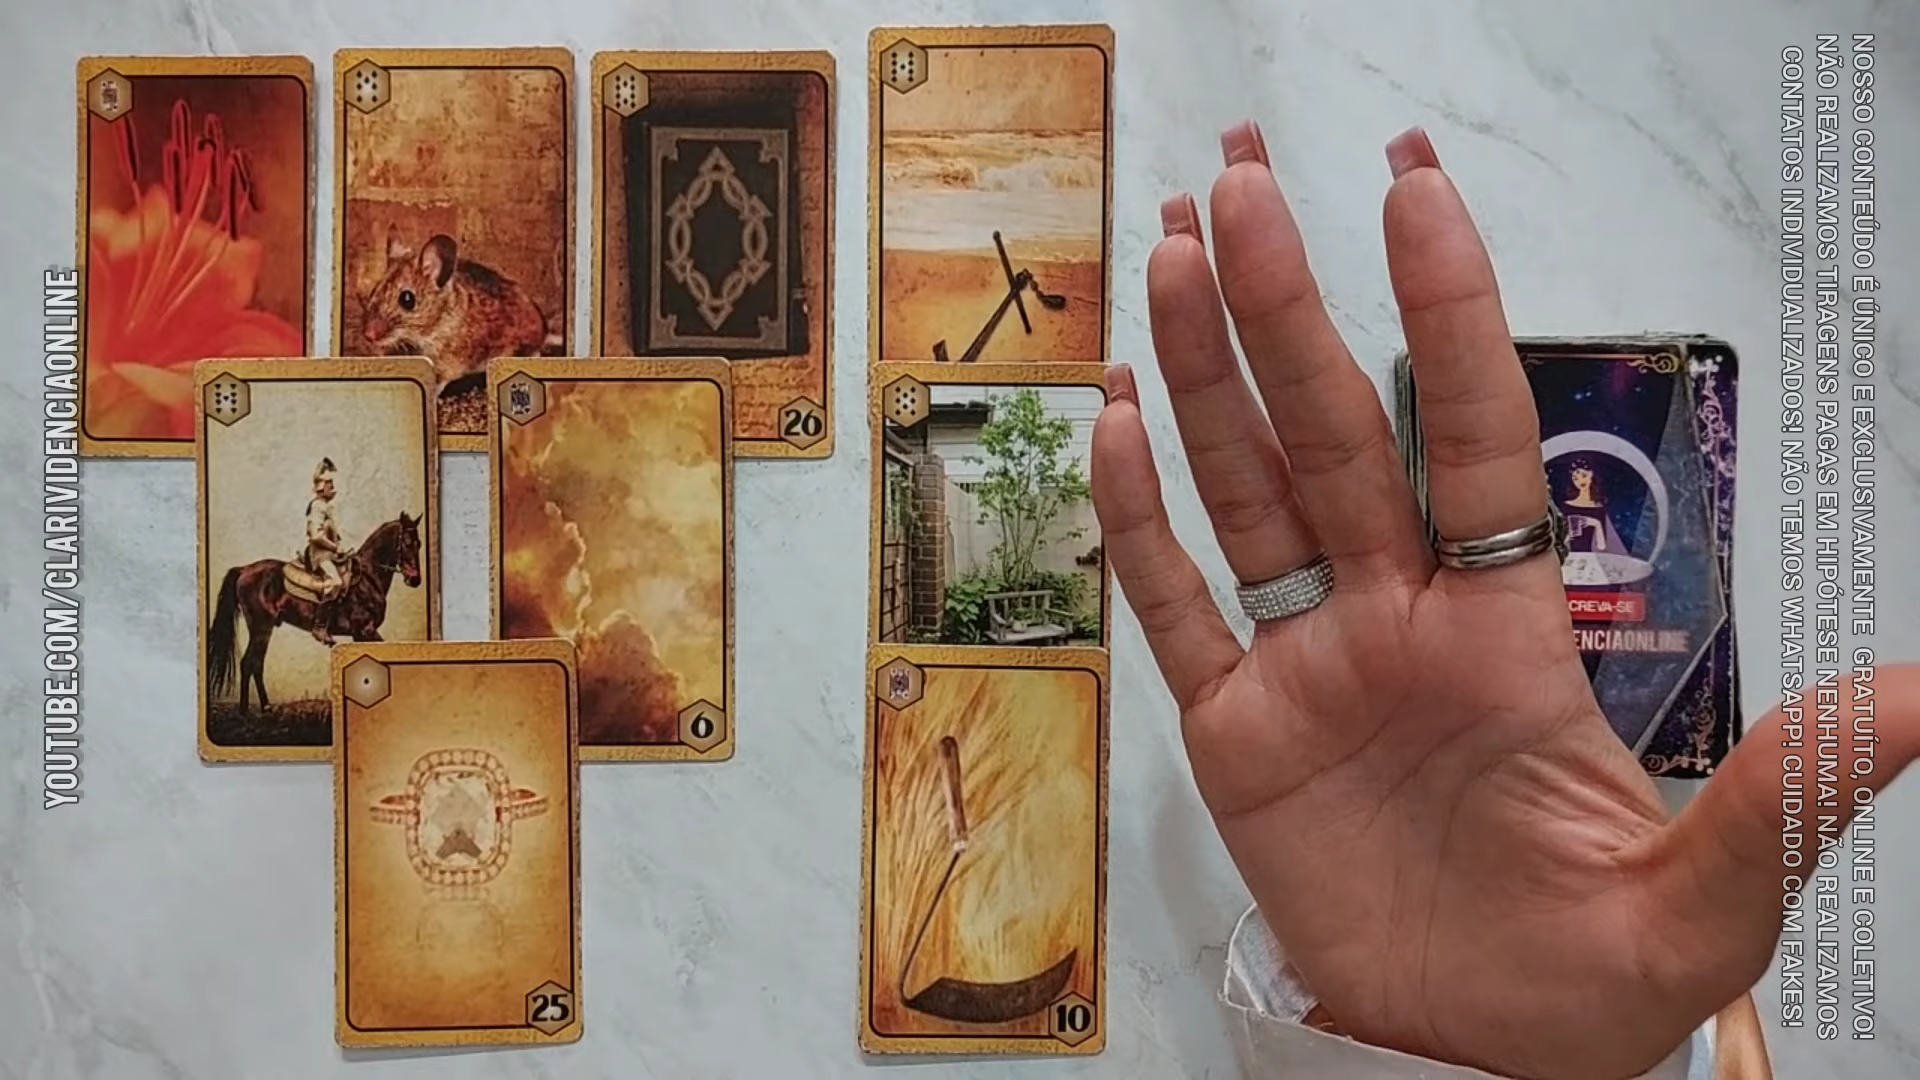 YOUTUBE.COM/CLARIVIDENCIAONLINE
26
6
25
10
CREVA-SE
ENCIAONLINE
NOSSO CONTEÚDO É ÚNICO E EXCLUSIVAMENTE GRATUÍTO, ONLINE E COLETIVO!
NÃO REALIZAMOS TIRAGENS PAGAS EM HIPÓTESE NENHUMA! NÃO REALIZAMOS
CONTATOS INDIVIDUALIZADOS! NÃO TEMOS WHATSAPP! CUIDADO COM FAKES!